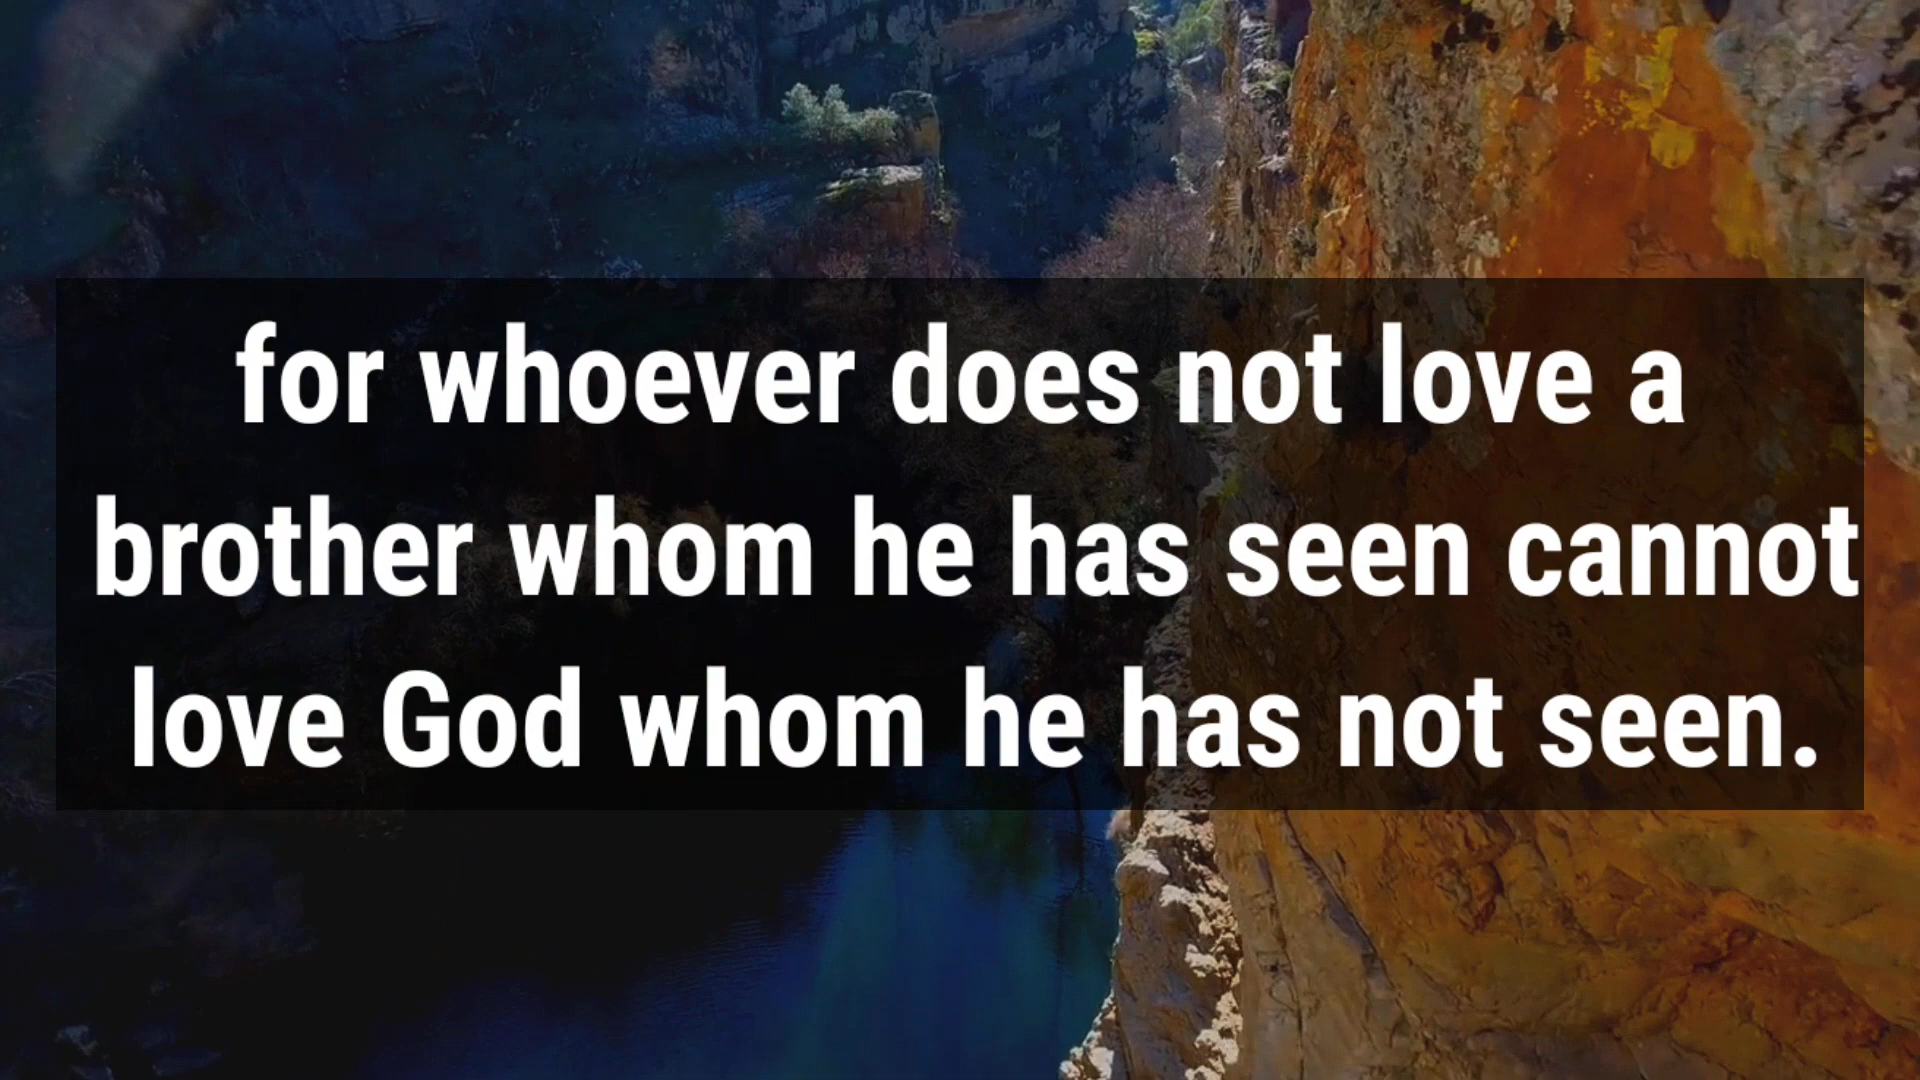 for whoever does not love a
brother whom he has seen cannot
love God whom he has not seen.